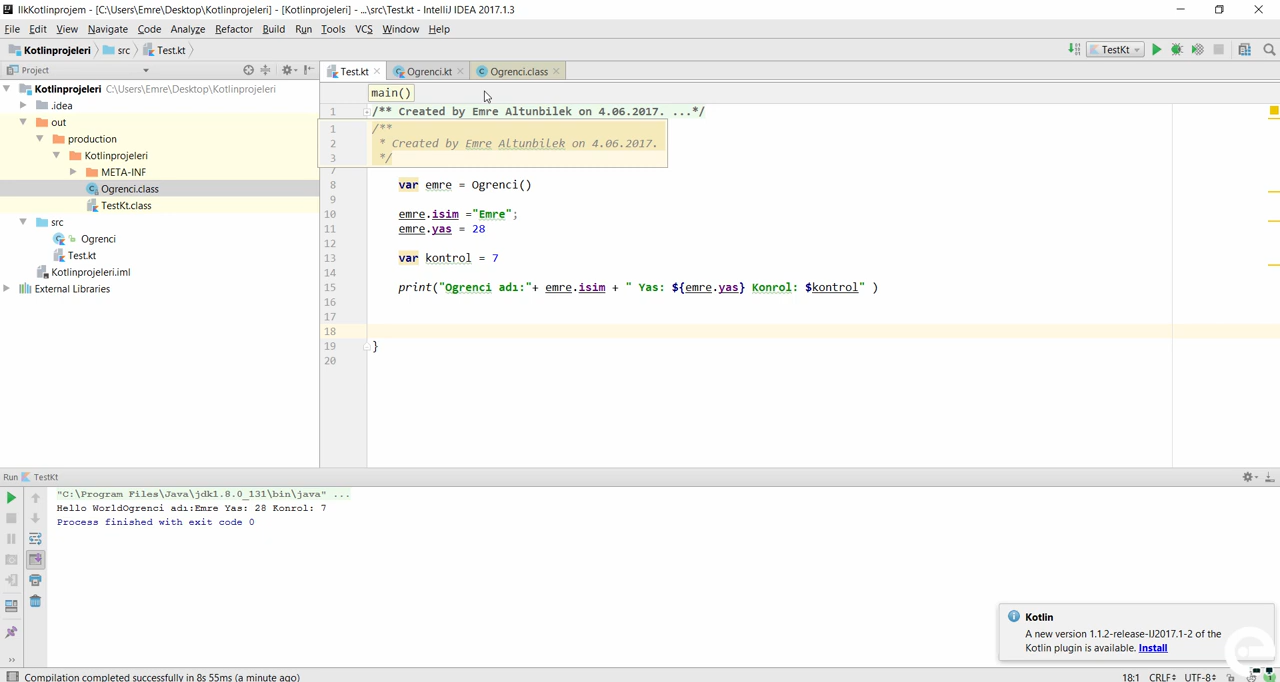 IlkKotlinprojem - [C:\Users\Emre\Desktop\Kotlinprojeleri] - [Kotlinprojeleri] - ...\src\Test.kt - IntelliJ IDEA 2017.1.3
File Edit View Navigate Code Analyze Refactor Build Run Tools VCS Window Help
Kotlinprojeleri src Test.kt TestKt
Project Test.kt Ogrenci.kt Ogrenci.class
Kotlinprojeleri C:\Users\Emre\Desktop\Kotlinprojeleri
.idea
out
production
Kotlinprojeleri
META-INF
Ogrenci.class
TestKt.class
src
Ogrenci
Test.kt
Kotlinprojeleri.iml
External Libraries
main()
1 /** Created by Emre Altunbilek on 4.06.2017. ...*/
1 /**
2 * Created by Emre Altunbilek on 4.06.2017.
3 */
7
8 var emre = Ogrenci()
9
10 emre.isim ="Emre";
11 emre.yas = 28
12
13 var kontrol = 7
14
15 print("Ogrenci adı:"+ emre.isim + " Yas: ${emre.yas} Konrol: $kontrol" )
16
17
18
19 }
20
Run TestKt
"C:\Program Files\Java\jdk1.8.0_131\bin\java" ...
Hello WorldOgrenci adı:Emre Yas: 28 Konrol: 7
Process finished with exit code 0
Kotlin
A new version 1.1.2-release-IJ2017.1-2 of the
Kotlin plugin is available. Install
Compilation completed successfully in 8s 55ms (a minute ago) 18:1 CRLF UTF-8